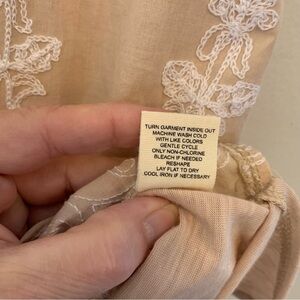 TURN GARMENT INSIDE OUT
MACHINE WASH COLD
WITH LIKE COLORS
GENTLE CYCLE
ONLY NON-CHLORINE
BLEACH IF NEEDED
RESHAPE
LAY FLAT TO DRY
COOL IRON IF NECESSARY